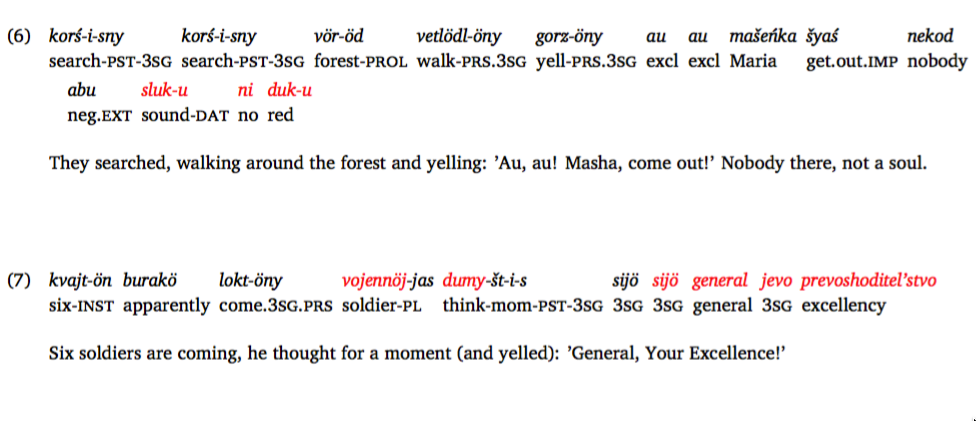 (6) korś-i-sny korś-i-sny vör-öd vetlödl-öny gorz-öny au au mašeńka šyaś nekod
search-PST-3SG search-PST-3SG forest-PROL walk-PRS.3SG yell-PRS.3SG excl excl Maria get.out.IMP nobody
abu sluk-u ni duk-u
neg.EXT sound-DAT no red
They searched, walking around the forest and yelling: ’Au, au! Masha, come out!’ Nobody there, not a soul.
(7) kvajt-ön burakö lokt-öny vojennöj-jas dumy-št-i-s sijö sijö general jevo prevoshoditel’stvo
six-INST apparently come.3SG.PRS soldier-PL think-mom-PST-3SG 3SG 3SG general 3SG excellency
Six soldiers are coming, he thought for a moment (and yelled): ’General, Your Excellence!’